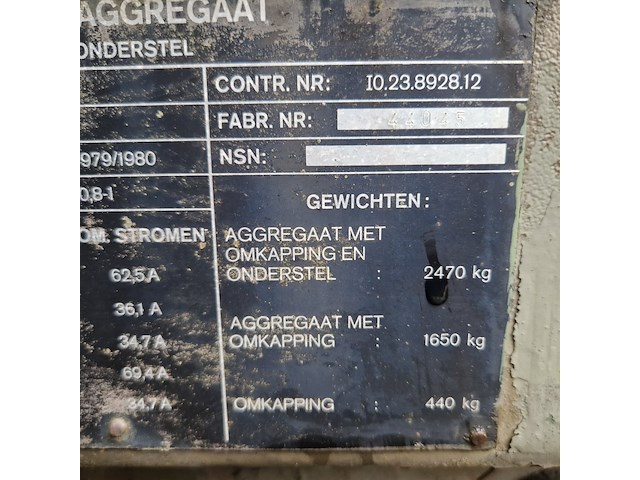 AGGREGAAT
ONDERSTEL
CONTR. NR: 10.23.8928.12
FABR. NR:
979/1980 NSN:
0,8-1
GEWICHTEN:
OM. STROMEN
AGGREGAAT MET
OMKAPPING EN
62,5 A ONDERSTEL : 2470 kg
36,1 A
AGGREGAAT MET
34,7 A OMKAPPING : 1650 kg
69,4 A
34,7 A OMKAPPING : 440 kg